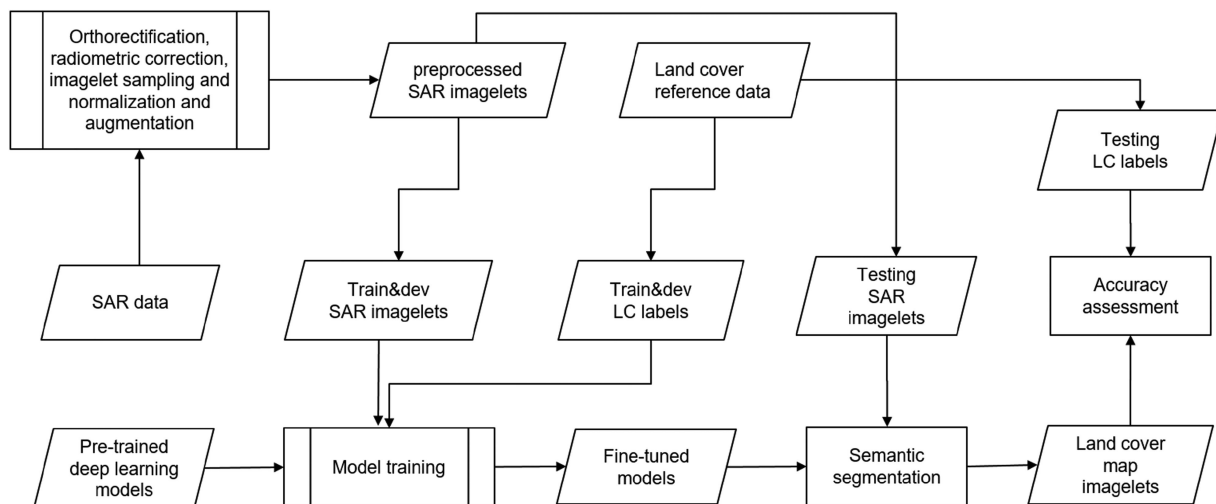 Orthorectification,
radiometric correction,
imagelet sampling and
normalization and
augmentation
preprocessed
SAR imagelets
Land cover
reference data
Testing
LC labels
SAR data
Train&dev
SAR imagelets
Train&dev
LC labels
Testing
SAR
imagelets
Accuracy
assessment
Pre-trained
deep learning
models
Model training
Fine-tuned
models
Semantic
segmentation
Land cover
map
imagelets